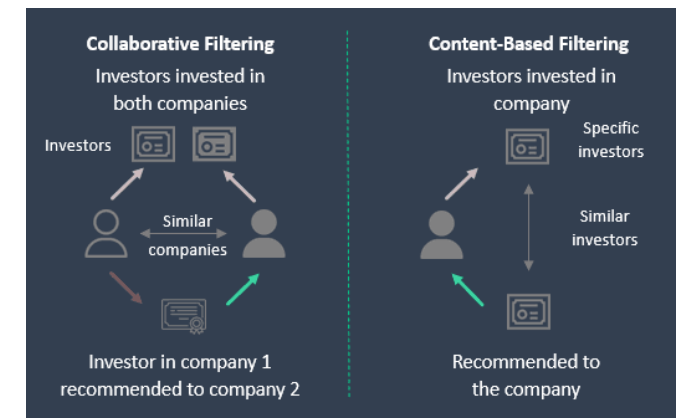 Collaborative Filtering
Investors invested in
both companies
Investors
Similar
companies
Investor in company 1
recommended to company 2
Content-Based Filtering
Investors invested in
company
Specific
investors
Similar
investors
Recommended to
the company